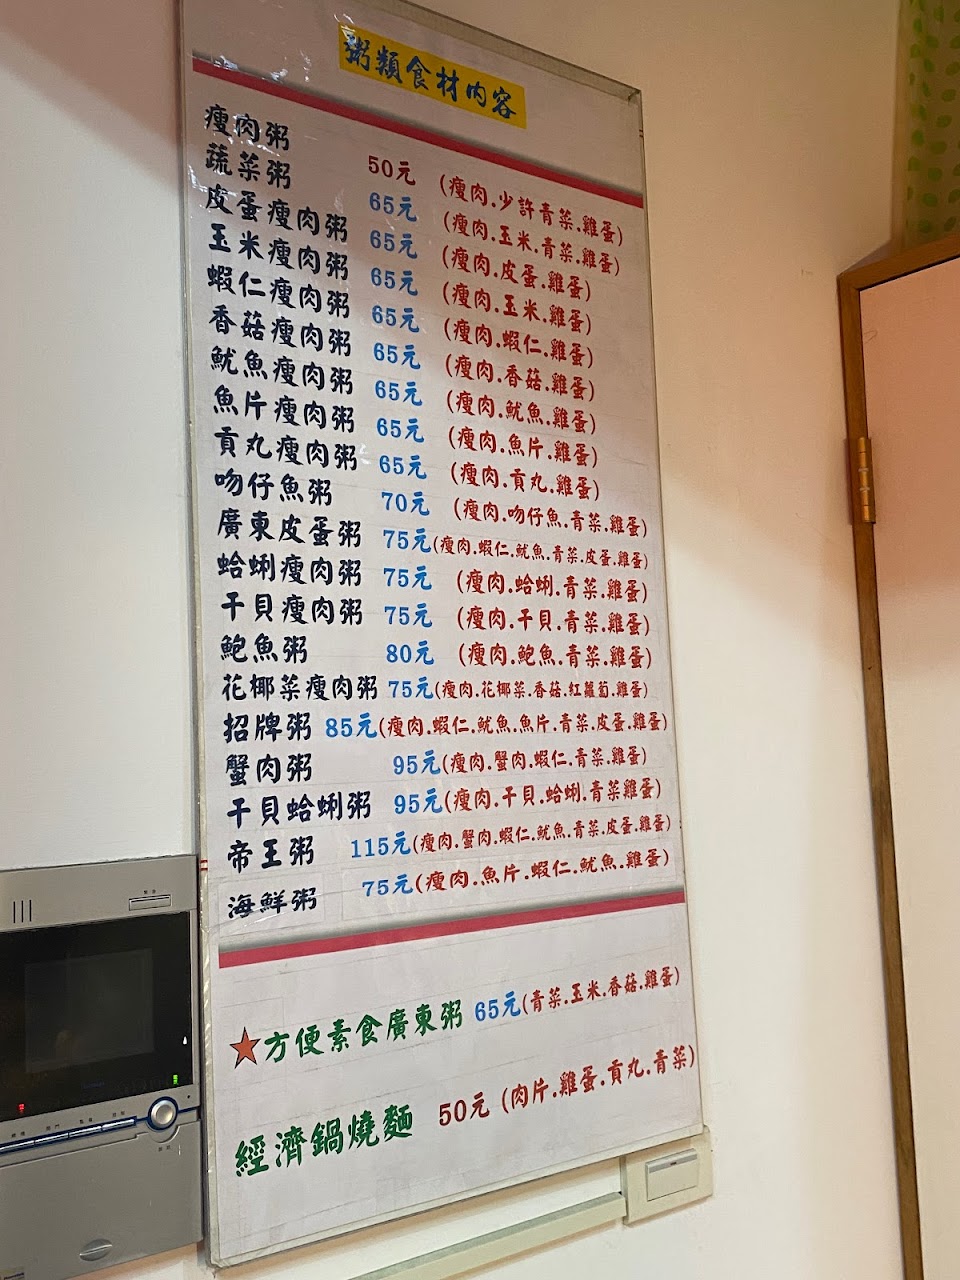 粥類食材內容
瘦肉粥 50元 (瘦肉.少許青菜.雞蛋)
蔬菜粥 65元 (瘦肉.玉米.青菜.雞蛋)
皮蛋瘦肉粥 65元 (瘦肉.皮蛋.雞蛋)
玉米瘦肉粥 65元 (瘦肉.玉米.雞蛋)
蝦仁瘦肉粥 65元 (瘦肉.蝦仁.雞蛋)
香菇瘦肉粥 65元 (瘦肉.香菇.雞蛋)
魷魚瘦肉粥 65元 (瘦肉.魷魚.雞蛋)
魚片瘦肉粥 65元 (瘦肉.魚片.雞蛋)
貢丸瘦肉粥 65元 (瘦肉.貢丸.雞蛋)
吻仔魚粥 70元 (瘦肉.吻仔魚.青菜.雞蛋)
廣東皮蛋粥 75元(瘦肉.蝦仁.魷魚.青菜.皮蛋.雞蛋)
蛤蜊瘦肉粥 75元 (瘦肉.蛤蜊.青菜.雞蛋)
干貝瘦肉粥 75元 (瘦肉.干貝.青菜.雞蛋)
鮑魚粥 80元 (瘦肉.鮑魚.青菜.雞蛋)
花椰菜瘦肉粥 75元(瘦肉.花椰菜.香菇.紅蘿蔔.雞蛋)
招牌粥 85元(瘦肉.蝦仁.魷魚.魚片.青菜.皮蛋.雞蛋)
蟹肉粥 95元(瘦肉.蟹肉.蝦仁.青菜.雞蛋)
干貝蛤蜊粥 95元(瘦肉.干貝.蛤蜊.青菜雞蛋)
帝王粥 115元(瘦肉.蟹肉.蝦仁.魷魚.青菜.皮蛋.雞蛋)
海鮮粥 75元(瘦肉.魚片.蝦仁.魷魚.雞蛋)
★方便素食廣東粥 65元(青菜.玉米.香菇.雞蛋)
經濟鍋燒麵 50元 (肉片.雞蛋.貢丸.青菜)